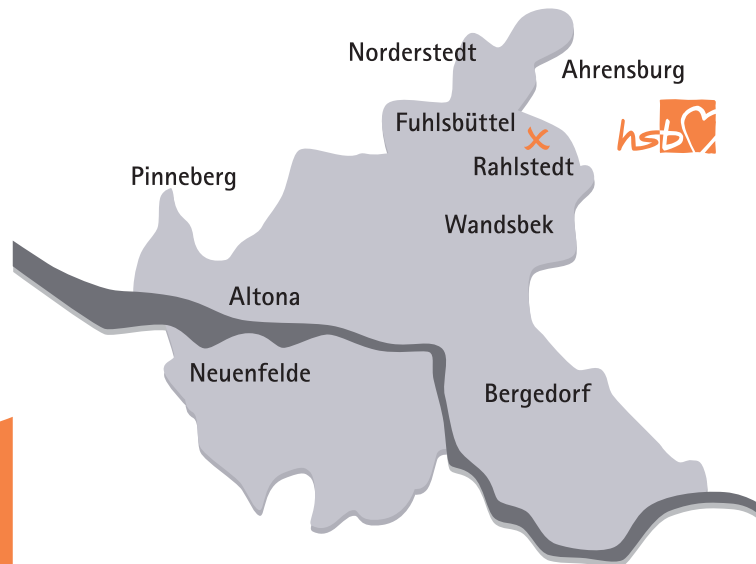 Norderstedt
Ahrensburg
Fuhlsbüttel
hsb
Rahlstedt
Pinneberg
Wandsbek
Altona
Neuenfelde
Bergedorf